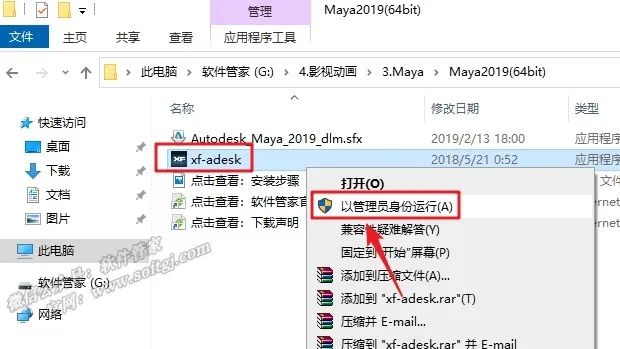 管理
Maya2019(64bit)
文件
主页
共享
查看
应用程序工具
此电脑 > 软件管家 (G:) > 4.影视动画 > 3.Maya > Maya2019(64bit)
名称
修改日期
类型
快速访问
桌面
下载
文档
图片
此电脑
软件管家 (G:)
网络
Autodesk_Maya_2019_dlm.sfx
2019/2/13 18:00
应用程序
xf-adesk
2018/5/21 0:52
应用程序
点击查看：安装步骤
点击查看：软件管家官
点击查看：下载声明
文件
ternet
ternet
打开(O)
以管理员身份运行(A)
兼容性疑难解答(Y)
固定到"开始"屏幕(P)
添加到压缩文件(A)...
添加到 "xf-adesk.rar"(T)
压缩并 E-mail...
压缩到 "xf-adesk.rar" 并 E-mail
微信公众号：软件管家
官网：www.softgj.com